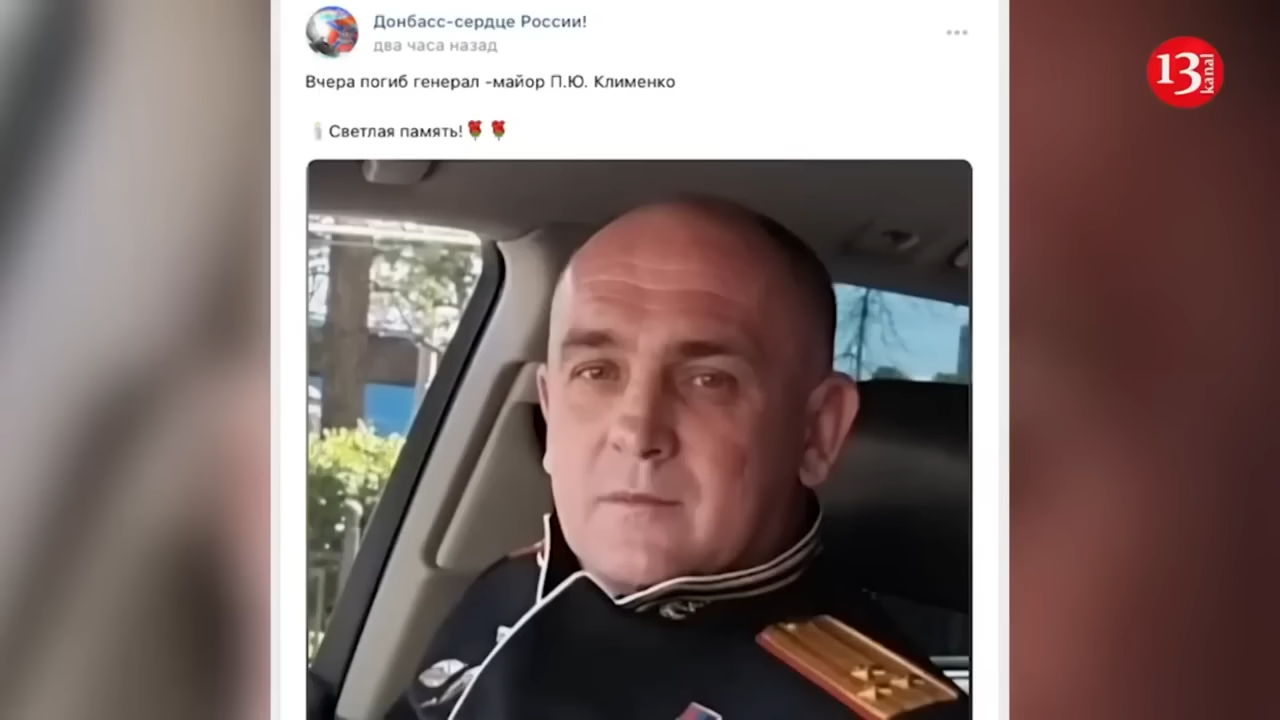 Донбасс-сердце России!
два часа назад
Вчера погиб генерал -майор П.Ю. Клименко
Светлая память!
13
kanal